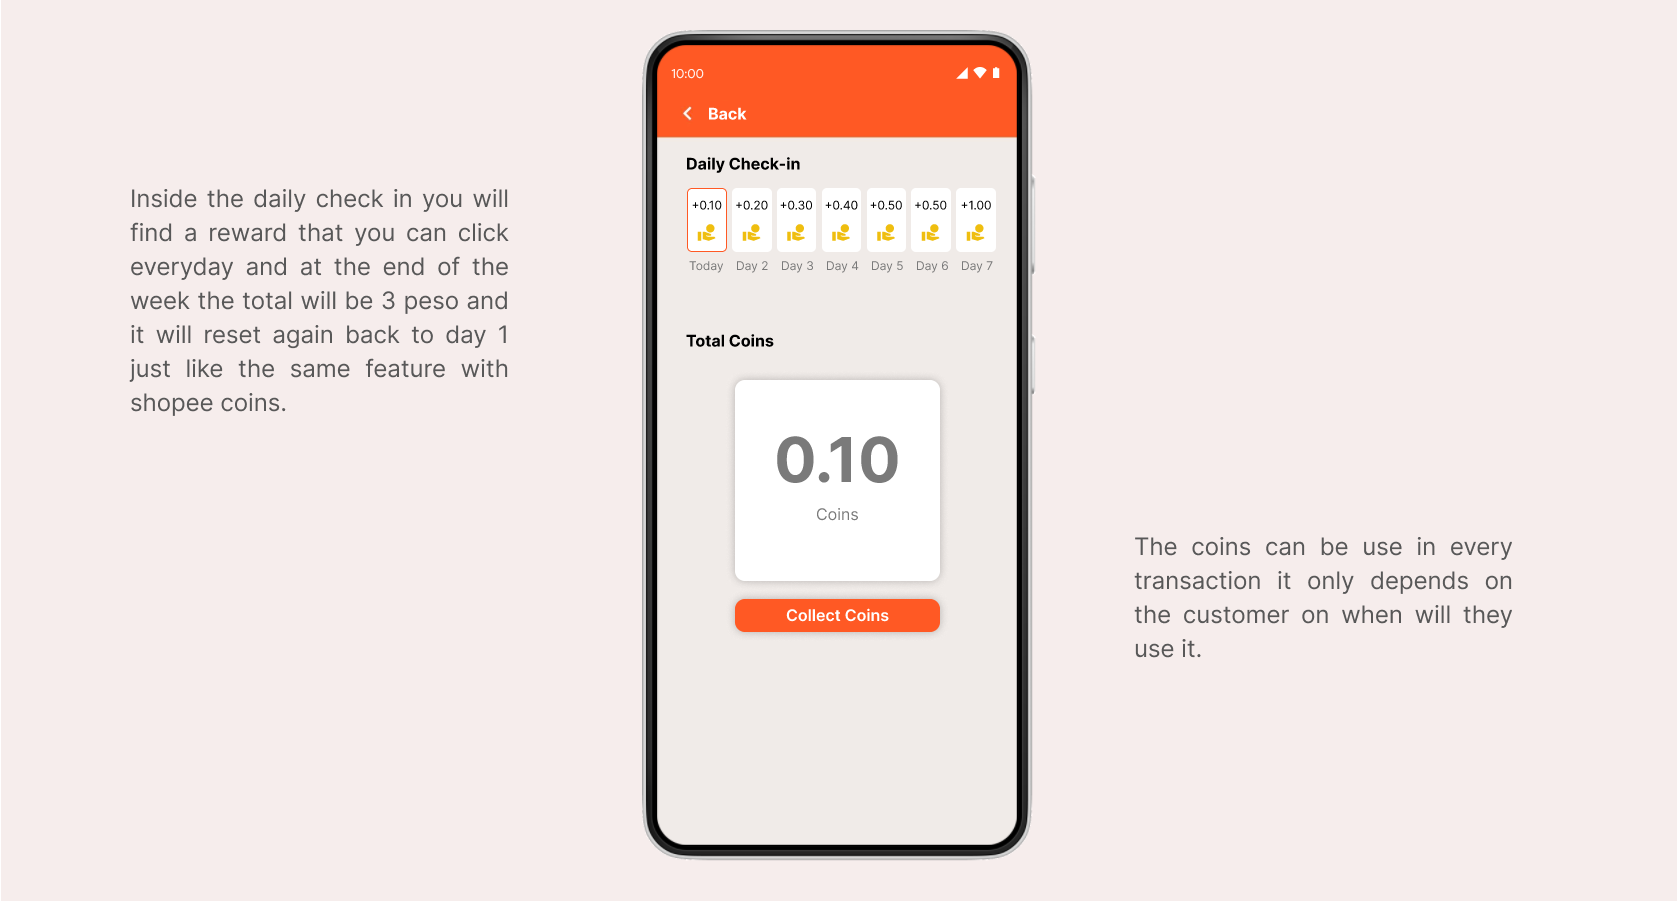 Inside the daily check in you will
find a reward that you can click
everyday and at the end of the
week the total will be 3 peso and
it will reset again back to day 1
just like the same feature with
shopee coins.
10:00
Back
Daily Check-in
+0.10 +0.20 +0.30 +0.40 +0.50 +0.50 +1.00
Today Day 2 Day 3 Day 4 Day 5 Day 6 Day 7
Total Coins
0.10
Coins
Collect Coins
The coins can be use in every
transaction it only depends on
the customer on when will they
use it.